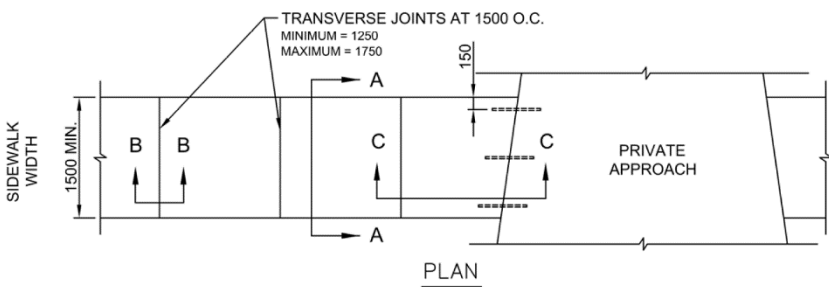 TRANSVERSE JOINTS AT 1500 O.C.
MINIMUM = 1250
MAXIMUM = 1750
150
A
SIDEWALK
WIDTH
1500 MIN.
B B
C C
PRIVATE
APPROACH
A
PLAN